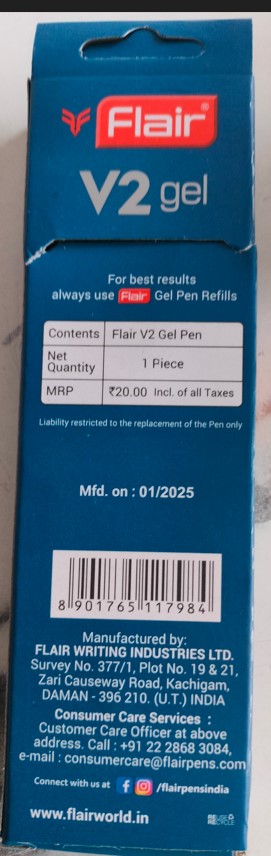 Flair®
V2 gel
For best results
always use Flair Gel Pen Refills
Contents Flair V2 Gel Pen
Net Quantity 1 Piece
MRP ₹20.00 Incl. of all Taxes
Liability restricted to the replacement of the Pen only
Mfd. on : 01/2025
8 901765 117984
Manufactured by:
FLAIR WRITING INDUSTRIES LTD.
Survey No. 377/1, Plot No. 19 & 21,
Zari Causeway Road, Kachigam,
DAMAN - 396 210. (U.T.) INDIA
Consumer Care Services :
Customer Care Officer at above
address. Call : +91 22 2868 3084,
e-mail : consumercare@flairpens.com
Connect with us at /flairpensindia
www.flairworld.in